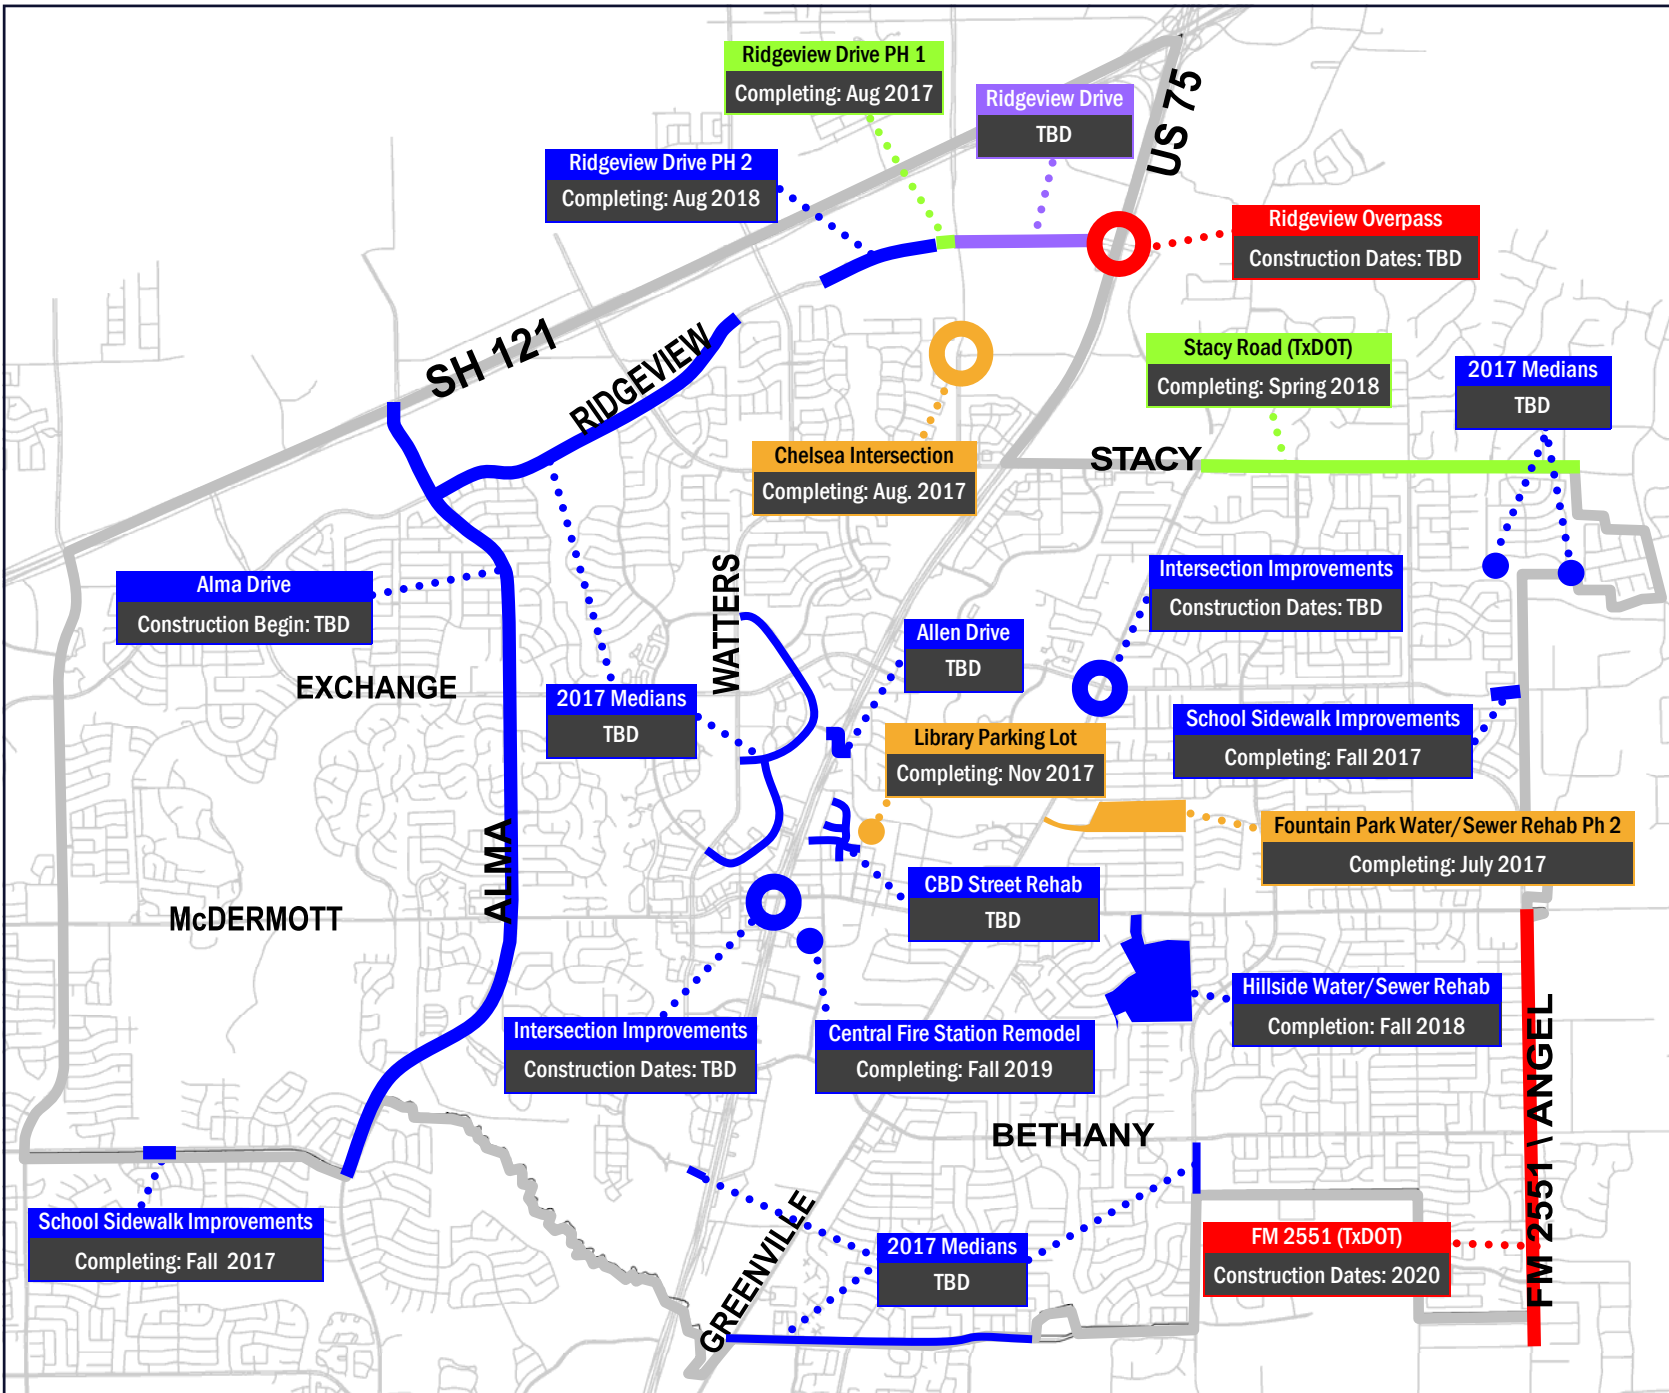 Ridgeview Drive PH 1
Completing: Aug 2017
Ridgeview Drive
TBD
US 75
Ridgeview Drive PH 2
Completing: Aug 2018
Ridgeview Overpass
Construction Dates: TBD
SH 121
RIDGEVIEW
Stacy Road (TxDOT)
Completing: Spring 2018
2017 Medians
TBD
Chelsea Intersection
Completing: Aug. 2017
STACY
Alma Drive
Construction Begin: TBD
WATTERS
Intersection Improvements
Construction Dates: TBD
Allen Drive
TBD
EXCHANGE
2017 Medians
TBD
School Sidewalk Improvements
Completing: Fall 2017
Library Parking Lot
Completing: Nov 2017
Fountain Park Water/Sewer Rehab Ph 2
Completing: July 2017
ALMA
CBD Street Rehab
TBD
McDERMOTT
Hillside Water/Sewer Rehab
Completion: Fall 2018
Intersection Improvements
Construction Dates: TBD
Central Fire Station Remodel
Completing: Fall 2019
FM 2551 \ ANGEL
BETHANY
School Sidewalk Improvements
Completing: Fall  2017
GREENVILLE
2017 Medians
TBD
FM 2551 (TxDOT)
Construction Dates: 2020